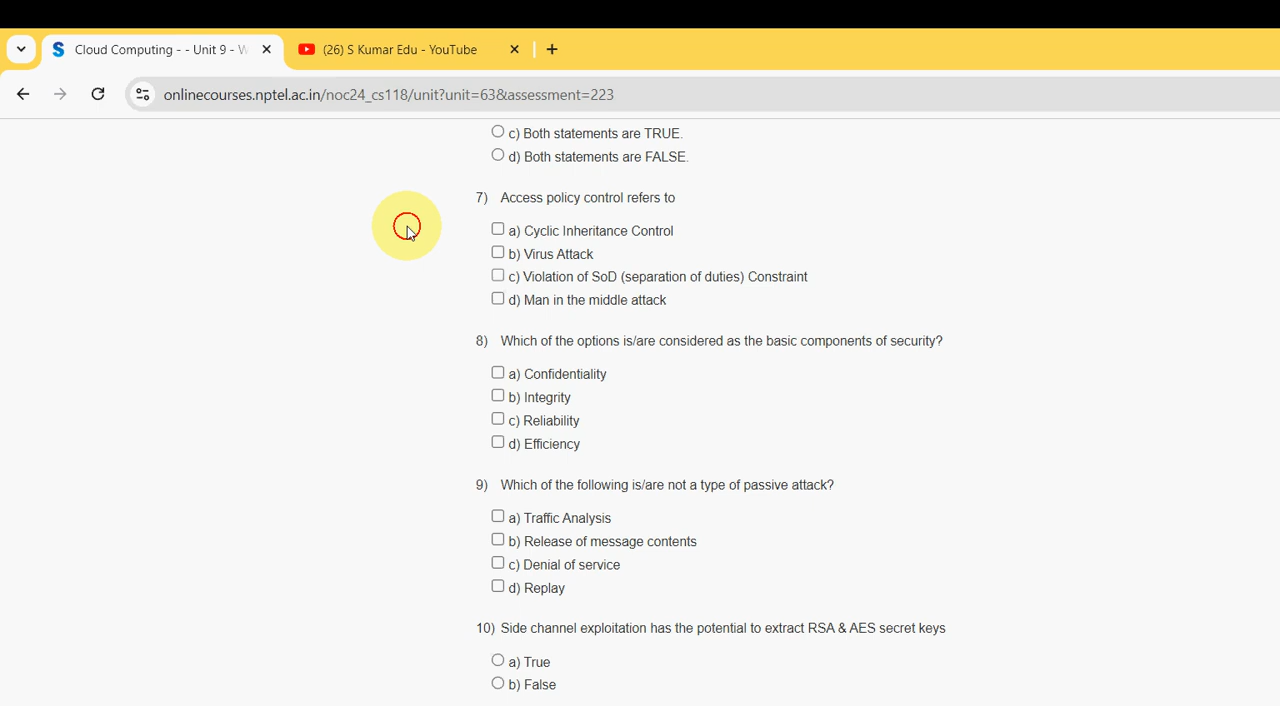 Cloud Computing - - Unit 9 - W
(26) S Kumar Edu - YouTube
onlinecourses.nptel.ac.in/noc24_cs118/unit?unit=63&assessment=223
c) Both statements are TRUE.
d) Both statements are FALSE.
7) Access policy control refers to
a) Cyclic Inheritance Control
b) Virus Attack
c) Violation of SoD (separation of duties) Constraint
d) Man in the middle attack
8) Which of the options is/are considered as the basic components of security?
a) Confidentiality
b) Integrity
c) Reliability
d) Efficiency
9) Which of the following is/are not a type of passive attack?
a) Traffic Analysis
b) Release of message contents
c) Denial of service
d) Replay
10) Side channel exploitation has the potential to extract RSA & AES secret keys
a) True
b) False